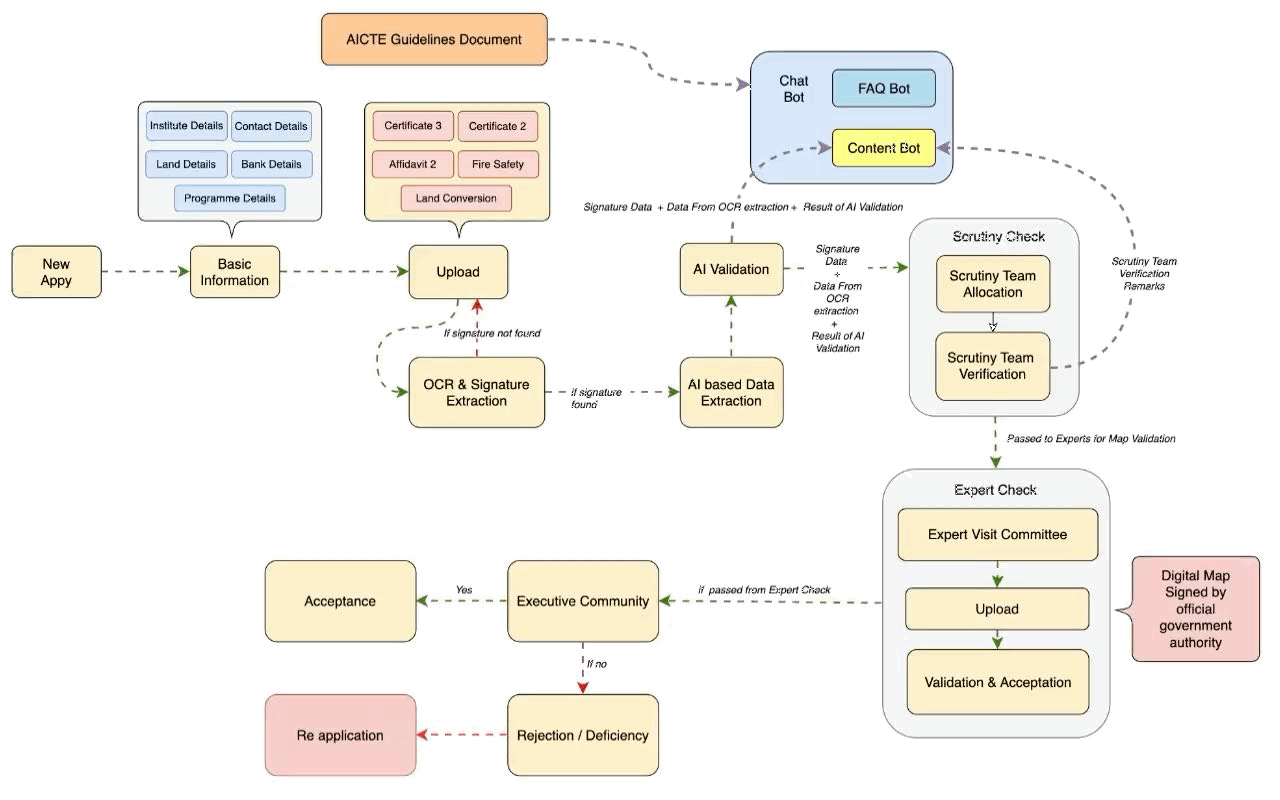 AICTE Guidelines Document
Chat
Bot
FAQ Bot
Content Bot
Institute Details
Contact Details
Land Details
Bank Details
Programme Details
Certificate 3
Certificate 2
Affidavit 2
Fire Safety
Land Conversion
Signature Data + Data From OCR extraction + Result of AI Validation
New
Appy
Basic
Information
Upload
AI Validation
Signature
Data
+
Data From
OCR
extraction
+
Result of AI
Validation
Scrutiny Check
Scrutiny Team
Allocation
Scrutiny Team
Verification
Scrutiny Team
Verification
Remarks
If signature not found
OCR & Signature
Extraction
if signature
found
AI based Data
Extraction
Passed to Experts for Map Validation
Expert Check
Expert Visit Committee
Upload
Validation & Acceptation
Digital Map
Signed by
official
government
authority
If passed from Expert Check
Executive Community
Yes
Acceptance
If no
Rejection / Deficiency
Re application